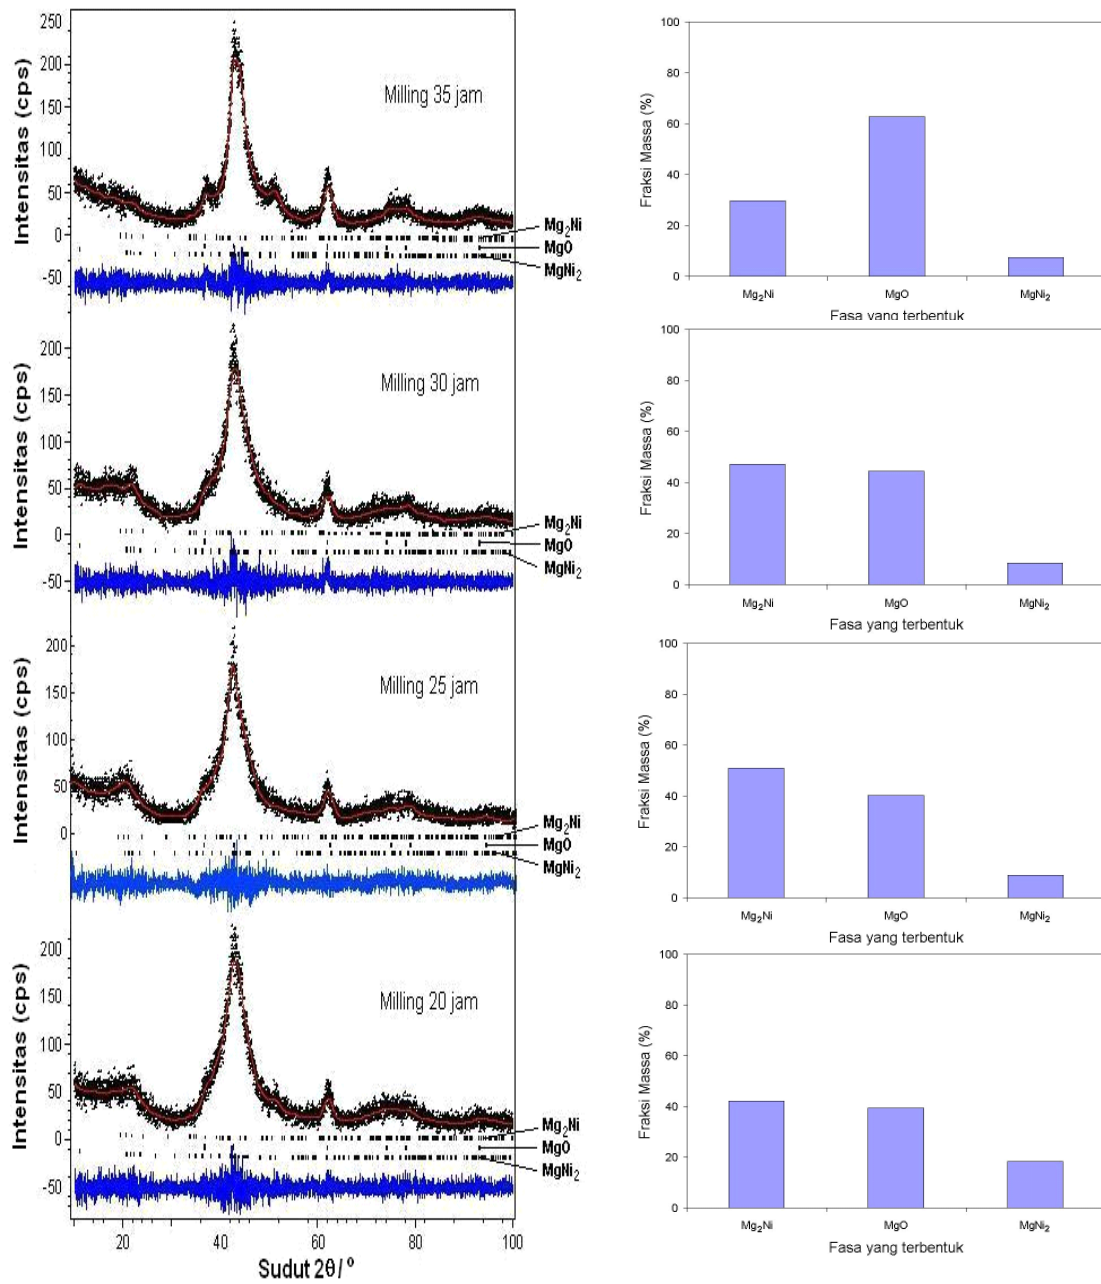 250
200
150
100
50
0
-50
Intensitas (cps)
Milling 35 jam
Mg₂Ni
MgO
MgNi₂
200
150
100
50
0
-50
Intensitas (cps)
Milling 30 jam
Mg₂Ni
MgO
MgNi₂
200
150
100
50
0
Intensitas (cps)
Milling 25 jam
Mg₂Ni
MgO
MgNi₂
200
150
100
50
0
-50
Intensitas (cps)
Milling 20 jam
Mg₂Ni
MgO
MgNi₂
20 40 60 80 100
Sudut 2θ/ °
100
80
60
40
20
0
Fraksi Massa (%)
Mg₂Ni MgO MgNi₂
Fasa yang terbentuk
100
80
60
40
20
0
Fraksi Massa (%)
Mg₂Ni MgO MgNi₂
Fasa yang terbentuk
100
80
60
40
20
0
Fraksi Massa (%)
Mg₂Ni MgO MgNi₂
Fasa yang terbentuk
100
80
60
40
20
0
Fraksi Massa (%)
Mg₂Ni MgO MgNi₂
Fasa yang terbentuk